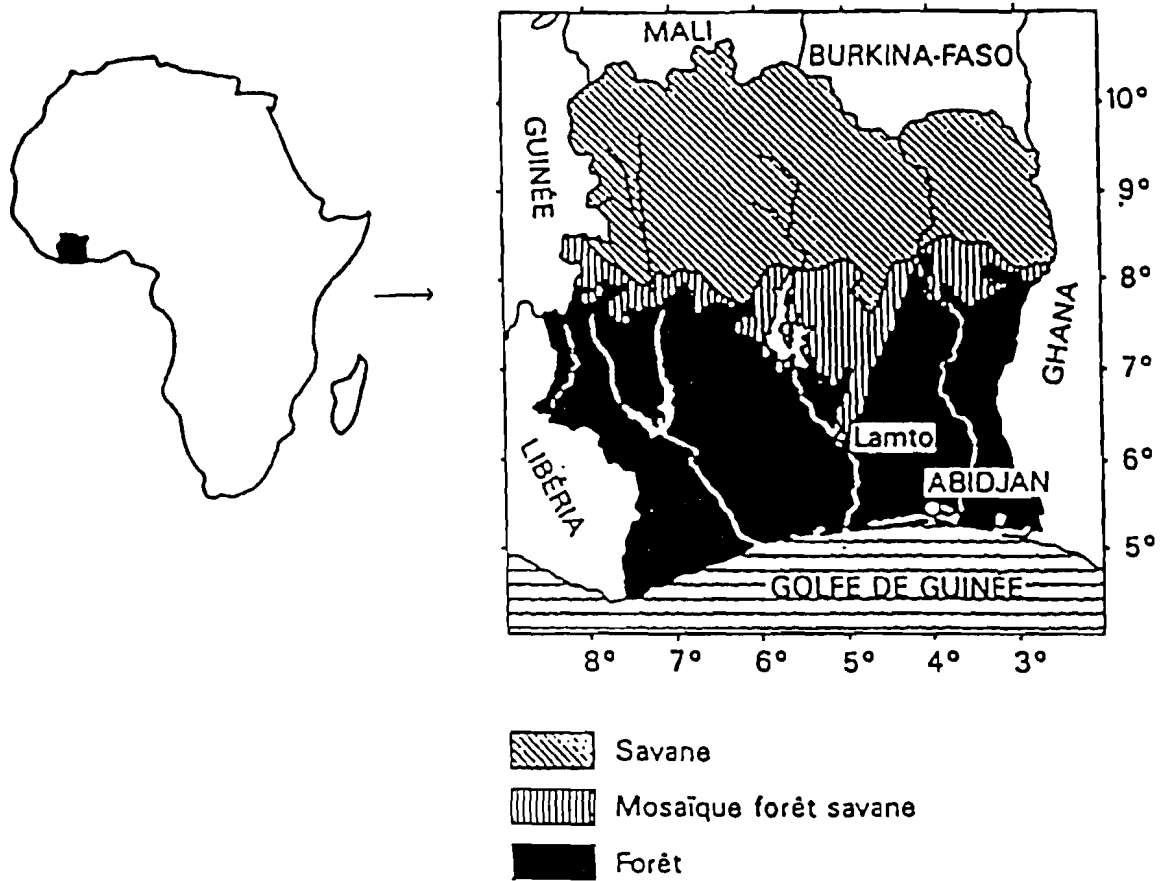 MALI
BURKINA-FASO
GUINÉE
10°
9°
8°
GHANA
7°
Lamto
6°
LIBÉRIA
ABIDJAN
5°
GOLFE DE GUINÉE
8° 7° 6° 5° 4° 3°
Savane
Mosaïque forêt savane
Forêt